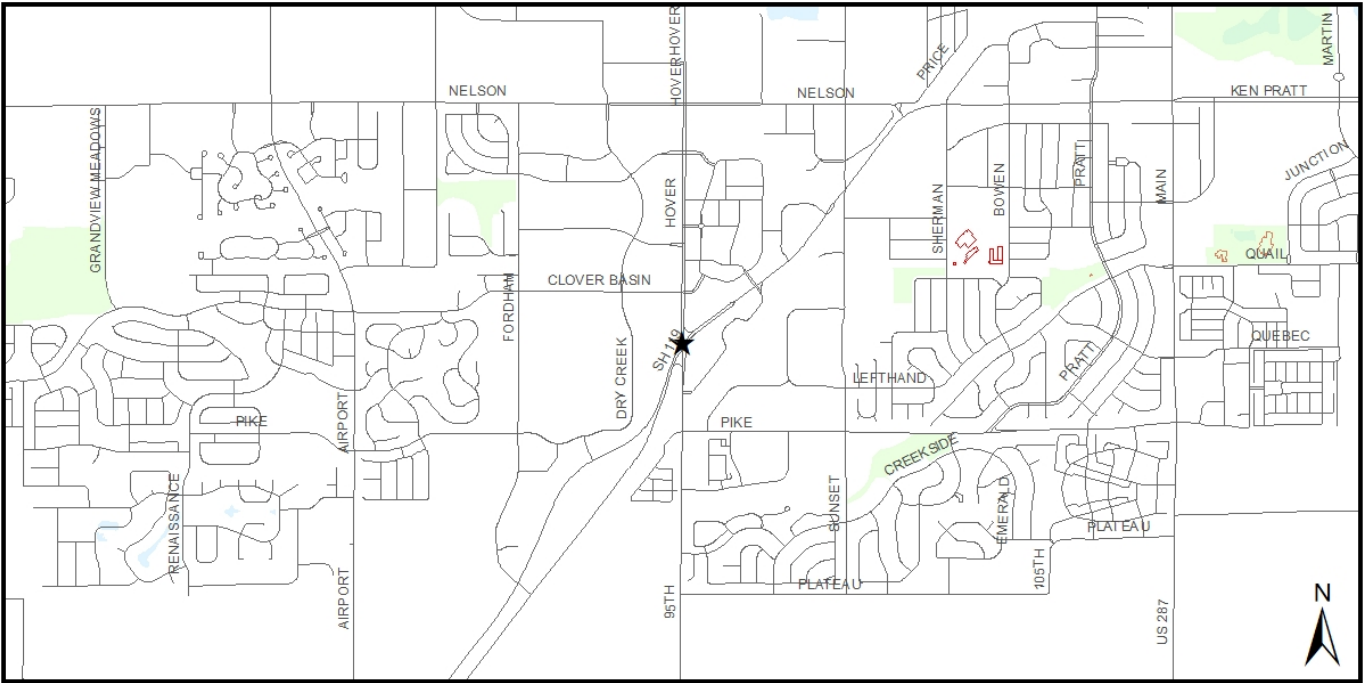 HOVER
HOVER
MARTIN
PRICE
NELSON
NELSON
KEN PRATT
GRANDVIEW MEADOWS
JUNCTION
PRATT
BOWEN
MAIN
SHERMAN
HOVER
QUAIL
CLOVER BASIN
FORDHAM
SH 119
QUEBEC
DRY CREEK
PRATT
LEFTHAND
AIRPORT
PIKE
PIKE
CREEKSIDE
RENAISSANCE
SUNSET
EMERALD
PLATEAU
105TH
PLATEAU
AIRPORT
95TH
US 287
N